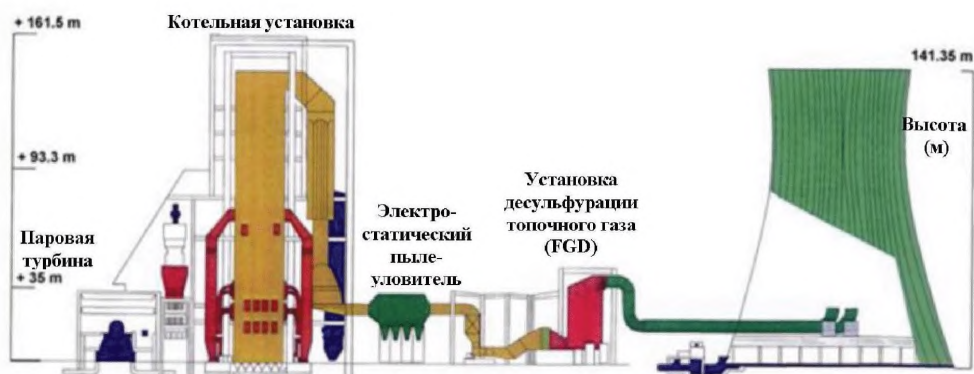 + 161.5 m
Котельная установка
141.35 m
Высота
(м)
+ 93.3 m
Установка
десульфурации
топочного газа
(FGD)
Электро-
статический
пыле-
уловитель
Паровая
турбина
+ 35 m